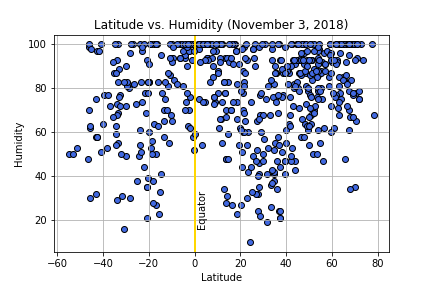 Latitude vs. Humidity (November 3, 2018)
100
80
60
40
20
Humidity
Equator
−60 −40 −20 0 20 40 60 80
Latitude